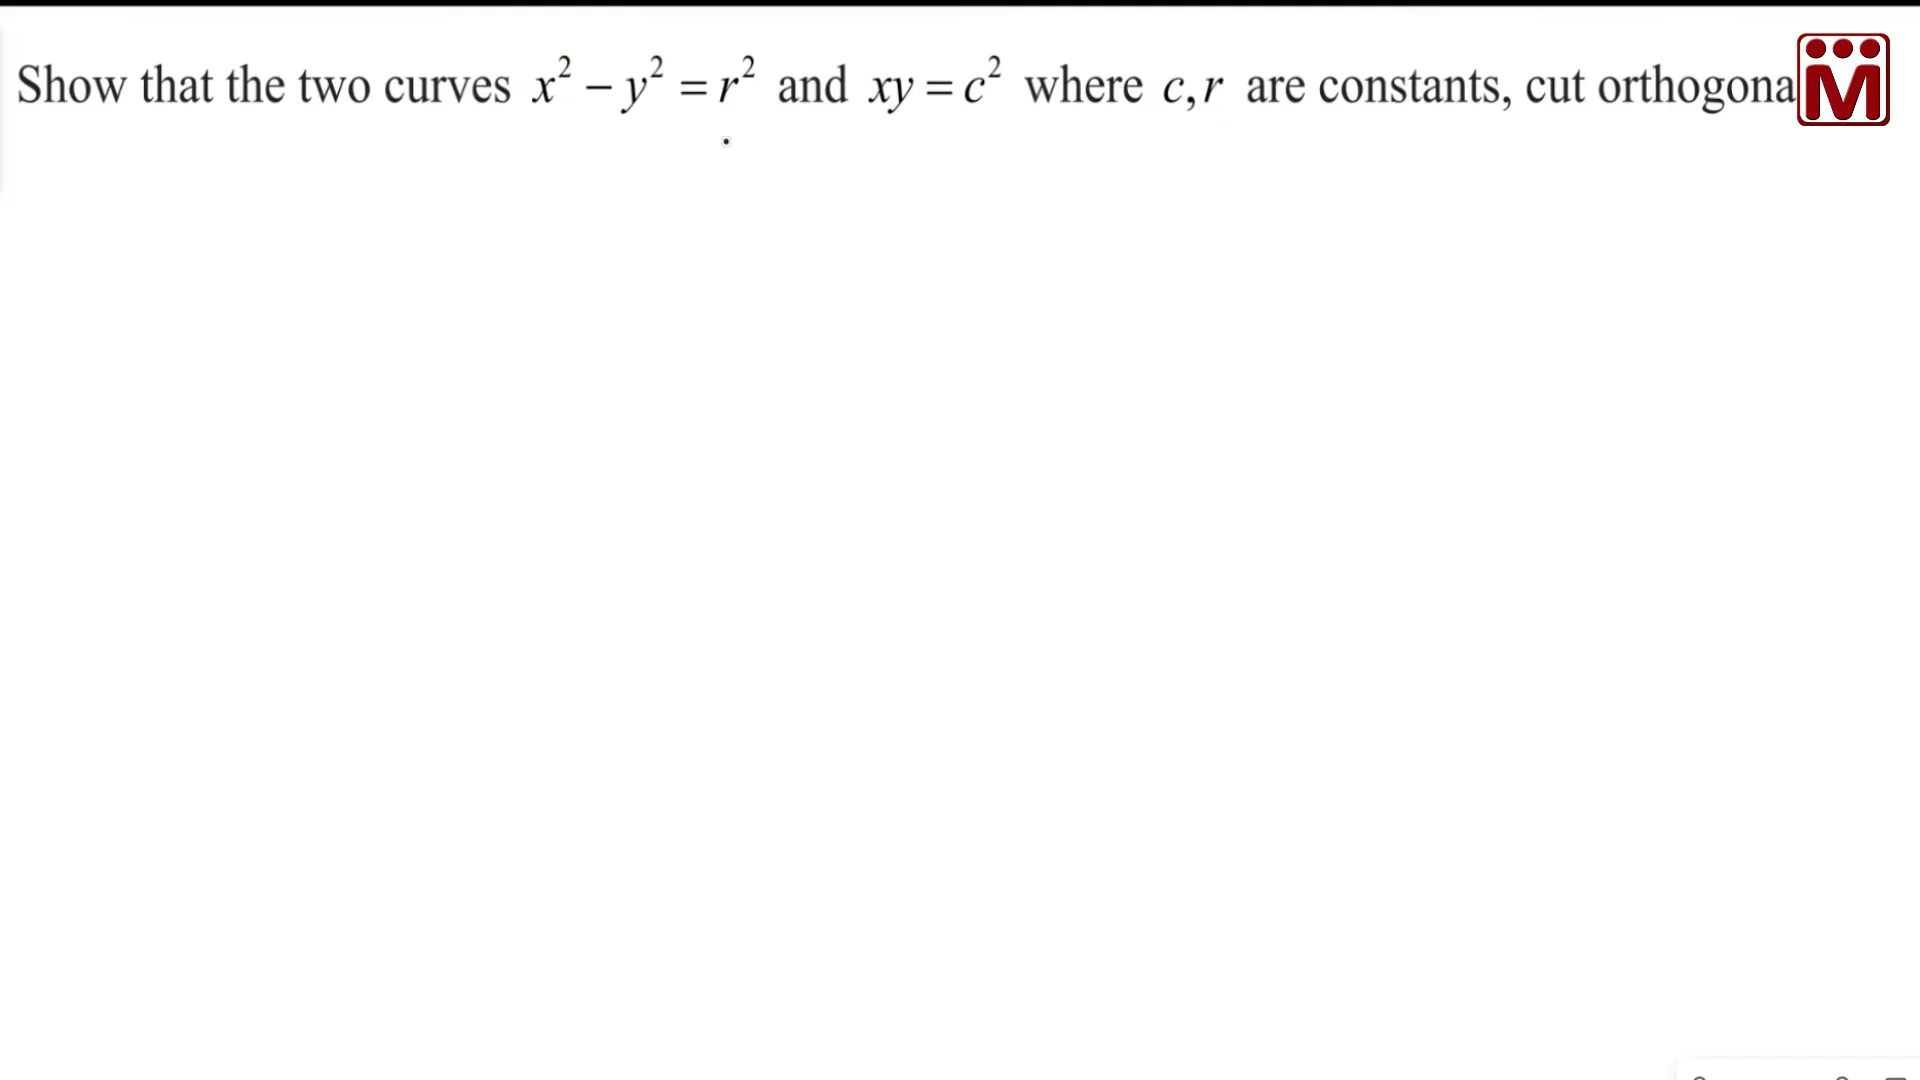 Show that the two curves x² − y² = r² and xy = c² where c, r are constants, cut orthogona
M